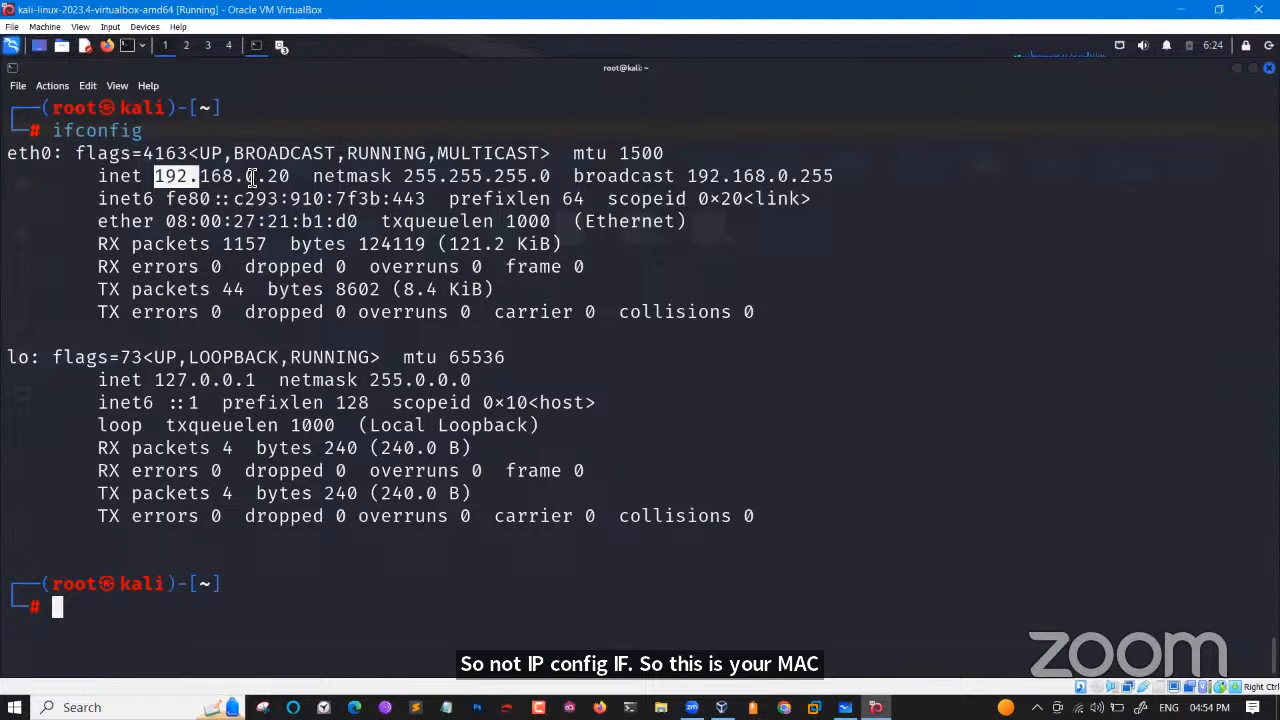 kali-linux-2023.4-virtualbox-amd64 [Running] - Oracle VM VirtualBox
File Machine View Input Devices Help
1 2 3 4 6:24
root@kali: ~
File Actions Edit View Help
┌──(root㉿kali)-[~]
└─# ifconfig
eth0: flags=4163<UP,BROADCAST,RUNNING,MULTICAST>  mtu 1500
        inet 192.168.0.20  netmask 255.255.255.0  broadcast 192.168.0.255
        inet6 fe80::c293:910:7f3b:443  prefixlen 64  scopeid 0×20<link>
        ether 08:00:27:21:b1:d0  txqueuelen 1000  (Ethernet)
        RX packets 1157  bytes 124119 (121.2 KiB)
        RX errors 0  dropped 0  overruns 0  frame 0
        TX packets 44  bytes 8602 (8.4 KiB)
        TX errors 0  dropped 0 overruns 0  carrier 0  collisions 0
lo: flags=73<UP,LOOPBACK,RUNNING>  mtu 65536
        inet 127.0.0.1  netmask 255.0.0.0
        inet6 ::1  prefixlen 128  scopeid 0×10<host>
        loop  txqueuelen 1000  (Local Loopback)
        RX packets 4  bytes 240 (240.0 B)
        RX errors 0  dropped 0  overruns 0  frame 0
        TX packets 4  bytes 240 (240.0 B)
        TX errors 0  dropped 0 overruns 0  carrier 0  collisions 0
┌──(root㉿kali)-[~]
└─#
So not IP config IF. So this is your MAC
zoom
Right Ctrl
Search 04:54 PM